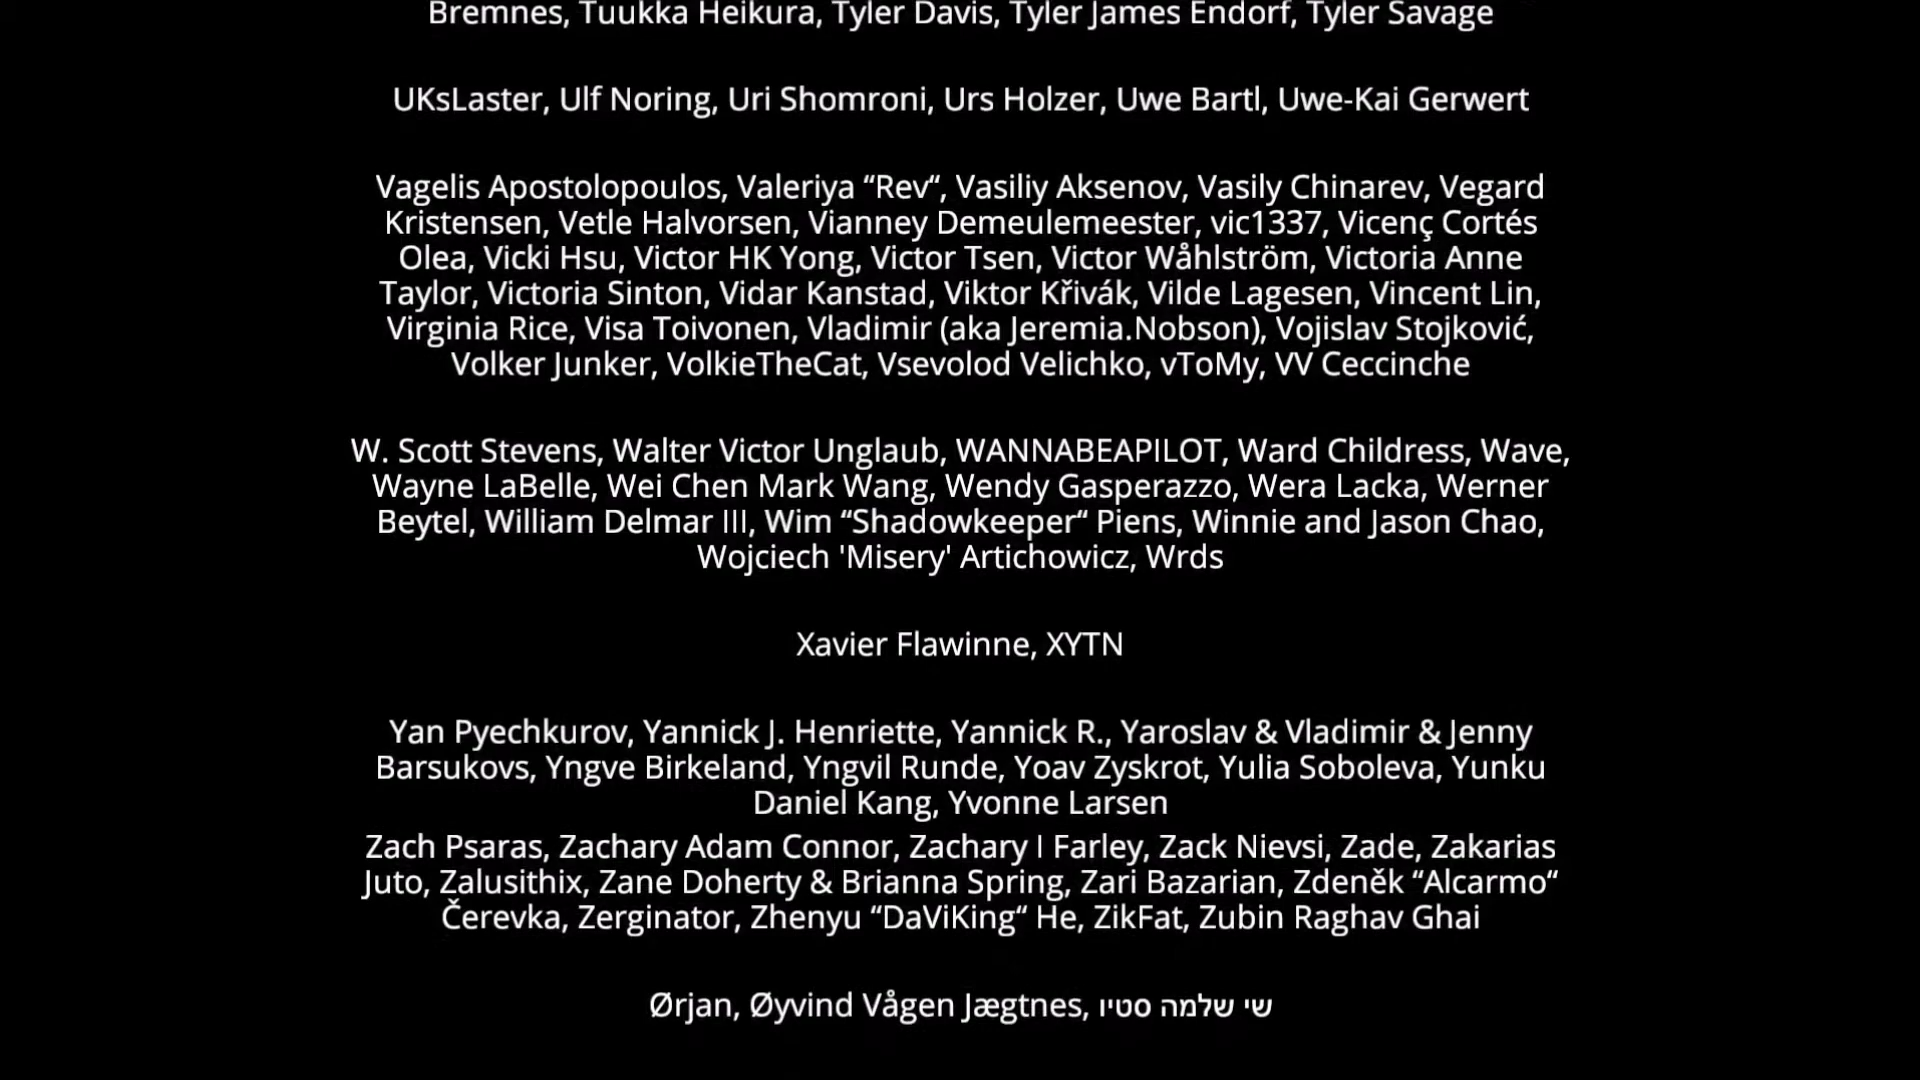 Bremnes, Tuukka Heikura, Tyler Davis, Tyler James Endorf, Tyler Savage
UKsLaster, Ulf Noring, Uri Shomroni, Urs Holzer, Uwe Bartl, Uwe-Kai Gerwert
Vagelis Apostolopoulos, Valeriya “Rev“, Vasiliy Aksenov, Vasily Chinarev, Vegard
Kristensen, Vetle Halvorsen, Vianney Demeulemeester, vic1337, Vicenç Cortés
Olea, Vicki Hsu, Victor HK Yong, Victor Tsen, Victor Wåhlström, Victoria Anne
Taylor, Victoria Sinton, Vidar Kanstad, Viktor Křivák, Vilde Lagesen, Vincent Lin,
Virginia Rice, Visa Toivonen, Vladimir (aka Jeremia.Nobson), Vojislav Stojković,
Volker Junker, VolkieTheCat, Vsevolod Velichko, vToMy, VV Ceccinche
W. Scott Stevens, Walter Victor Unglaub, WANNABEAPILOT, Ward Childress, Wave,
Wayne LaBelle, Wei Chen Mark Wang, Wendy Gasperazzo, Wera Lacka, Werner
Beytel, William Delmar III, Wim “Shadowkeeper“ Piens, Winnie and Jason Chao,
Wojciech 'Misery' Artichowicz, Wrds
Xavier Flawinne, XYTN
Yan Pyechkurov, Yannick J. Henriette, Yannick R., Yaroslav & Vladimir & Jenny
Barsukovs, Yngve Birkeland, Yngvil Runde, Yoav Zyskrot, Yulia Soboleva, Yunku
Daniel Kang, Yvonne Larsen
Zach Psaras, Zachary Adam Connor, Zachary I Farley, Zack Nievsi, Zade, Zakarias
Juto, Zalusithix, Zane Doherty & Brianna Spring, Zari Bazarian, Zdeněk “Alcarmo“
Čerevka, Zerginator, Zhenyu “DaViKing“ He, ZikFat, Zubin Raghav Ghai
Ørjan, Øyvind Vågen Jægtnes, שי שלמה סטיו